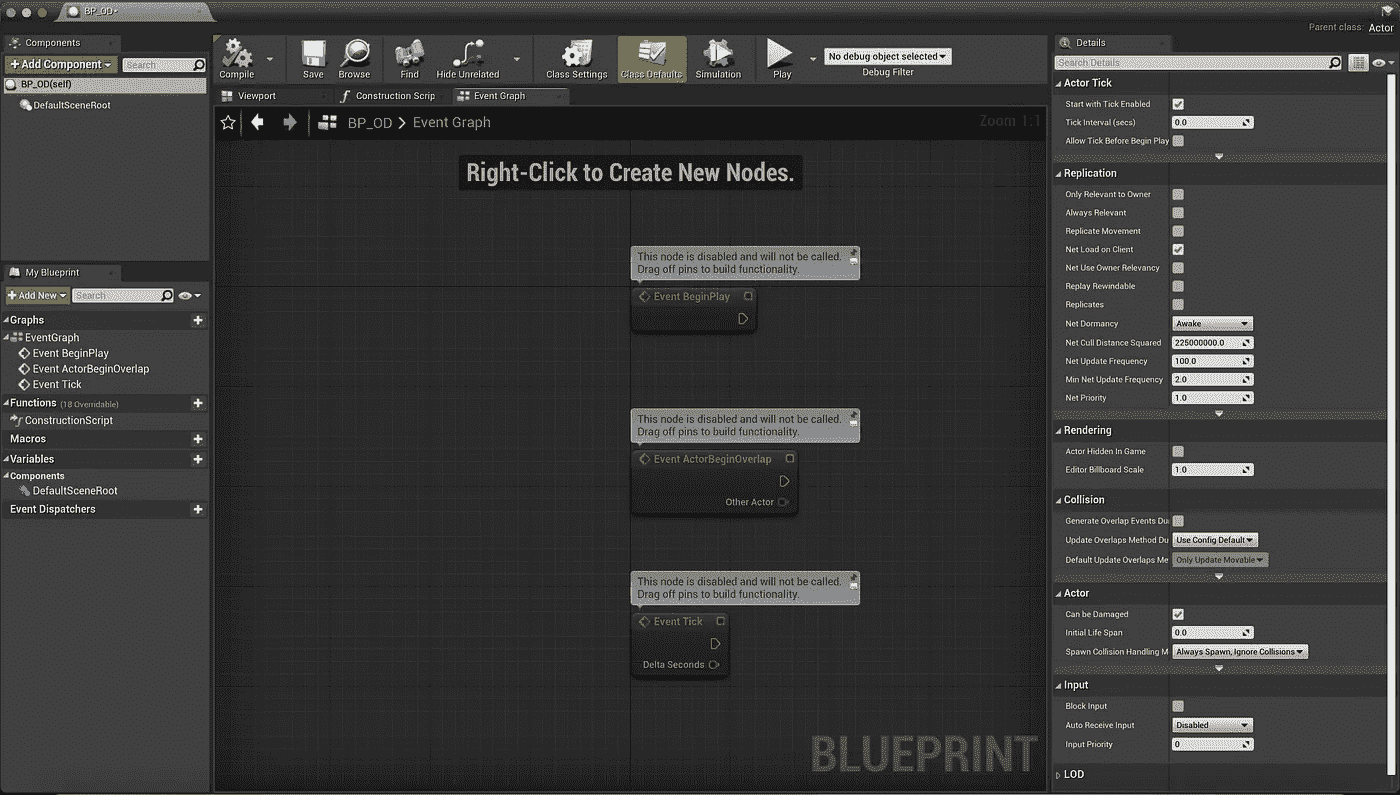 BP_OD*
Parent class: Actor
Components
Add Component
Search
BP_OD(self)
DefaultSceneRoot
Compile
Save
Browse
Find
Hide Unrelated
Class Settings
Class Defaults
Simulation
Play
No debug object selected
Debug Filter
Viewport
Construction Scrip
Event Graph
BP_OD > Event Graph
Zoom 1:1
Right-Click to Create New Nodes.
This node is disabled and will not be called.
Drag off pins to build functionality.
Event BeginPlay
This node is disabled and will not be called.
Drag off pins to build functionality.
Event ActorBeginOverlap
Other Actor
This node is disabled and will not be called.
Drag off pins to build functionality.
Event Tick
Delta Seconds
BLUEPRINT
My Blueprint
Add New
Search
Graphs
EventGraph
Event BeginPlay
Event ActorBeginOverlap
Event Tick
Functions (18 Overridable)
ConstructionScript
Macros
Variables
Components
DefaultSceneRoot
Event Dispatchers
Details
Search Details
Actor Tick
Start with Tick Enabled
Tick Interval (secs) 0.0
Allow Tick Before Begin Play
Replication
Only Relevant to Owner
Always Relevant
Replicate Movement
Net Load on Client
Net Use Owner Relevancy
Replay Rewindable
Replicates
Net Dormancy Awake
Net Cull Distance Squared 225000000.0
Net Update Frequency 100.0
Min Net Update Frequency 2.0
Net Priority 1.0
Rendering
Actor Hidden In Game
Editor Billboard Scale 1.0
Collision
Generate Overlap Events Du
Update Overlaps Method Du Use Config Default
Default Update Overlaps Me Only Update Movable
Actor
Can be Damaged
Initial Life Span 0.0
Spawn Collision Handling M Always Spawn, Ignore Collisions
Input
Block Input
Auto Receive Input Disabled
Input Priority 0
LOD